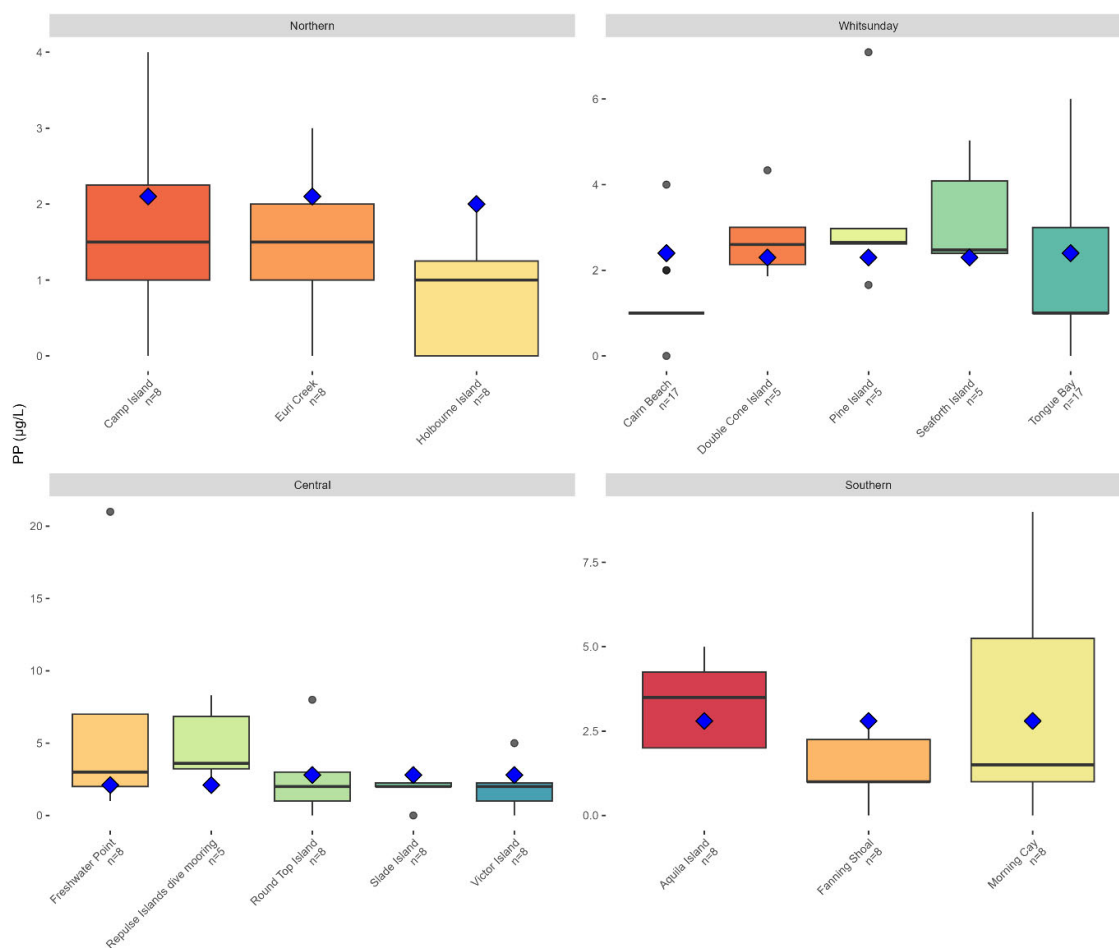 Northern
Whitsunday
4
3
2
1
0
6
4
2
0
Camp Island
n=8
Euri Creek
n=8
Holbourne Island
n=8
Cairn Beach
n=17
Double Cone Island
n=5
Pine Island
n=5
Seaforth Island
n=5
Tongue Bay
n=17
PP (µg/L)
Central
Southern
20
15
10
5
0
7.5
5.0
2.5
0.0
Freshwater Point
n=8
Repulse Islands dive mooring
n=5
Round Top Island
n=8
Slade Island
n=8
Victor Island
n=8
Aquila Island
n=8
Fanning Shoal
n=8
Morning Cay
n=8